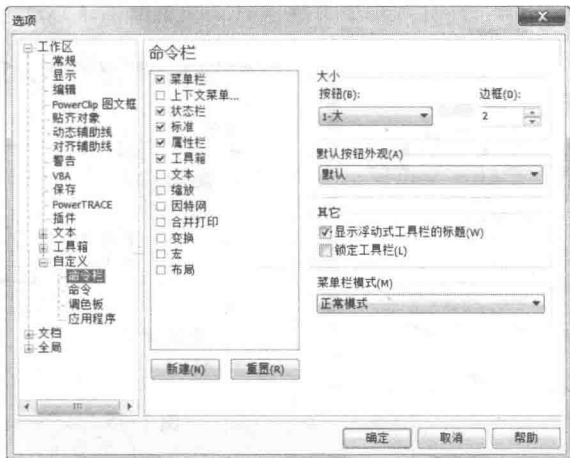 选项
工作区
常规
显示
编辑
PowerClip 图文框
贴齐对象
动态辅助线
对齐辅助线
警告
VBA
保存
PowerTRACE
插件
文本
工具箱
自定义
命令栏
命令
调色板
应用程序
文档
全局
命令栏
菜单栏
上下文菜单...
状态栏
标准
属性栏
工具箱
文本
缩放
因特网
合并打印
变换
宏
布局
新建(N)
重置(R)
大小
按钮(B):
边框(D):
1-大
2
默认按钮外观(A)
默认
其它
显示浮动式工具栏的标题(W)
锁定工具栏(L)
菜单栏模式(M)
正常模式
确定
取消
帮助